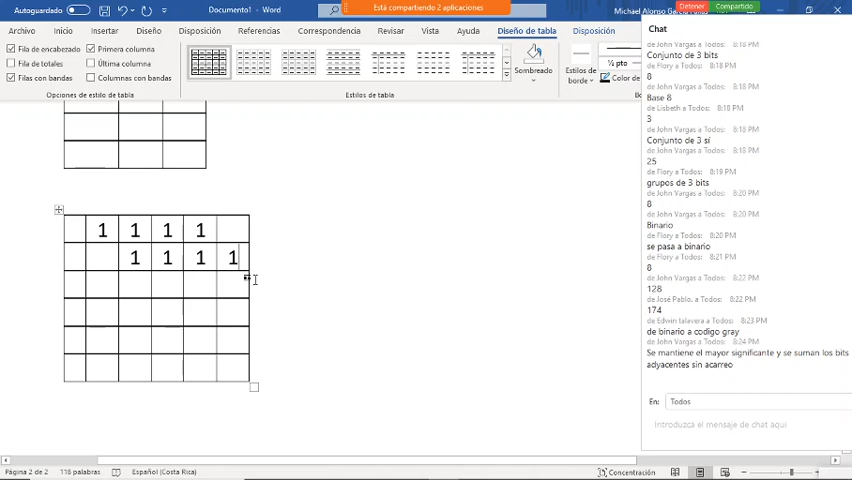 Está compartiendo 2 aplicaciones
Detener Compartido
Autoguardado Documento1 - Word
Michael Alonso
Archivo Inicio Insertar Diseño Disposición Referencias Correspondencia Revisar Vista Ayuda Diseño de tabla Disposición
Fila de encabezado Primera columna
Fila de totales Última columna
Filas con bandas Columnas con bandas
Opciones de estilo de tabla
Estilos de tabla
Sombreado
Estilos de
borde
½ pto
Color de
1 1 1 1
1 1 1 1
Chat
de John Vargas a Todos: 8:18 PM
Conjunto de 3 bits
de Flory a Todos: 8:18 PM
8
de John Vargas a Todos: 8:18 PM
Base 8
de Lisbeth a Todos: 8:18 PM
3
de John Vargas a Todos: 8:18 PM
Conjunto de 3 sí
de John Vargas a Todos: 8:18 PM
25
de Flory a Todos: 8:19 PM
grupos de 3 bits
de John Vargas a Todos: 8:20 PM
8
de John Vargas a Todos: 8:20 PM
Binario
de Flory a Todos: 8:20 PM
se pasa a binario
de Flory a Todos: 8:21 PM
8
de John Vargas a Todos: 8:22 PM
128
de José Pablo. a Todos: 8:22 PM
174
de Edwin talavera a Todos: 8:23 PM
de binario a codigo gray
de John Vargas a Todos: 8:24 PM
Se mantiene el mayor significante y se suman los bits
adyacentes sin acarreo
En: Todos
Introduzca el mensaje de chat aquí
Página 2 de 2 118 palabras Español (Costa Rica) Concentración